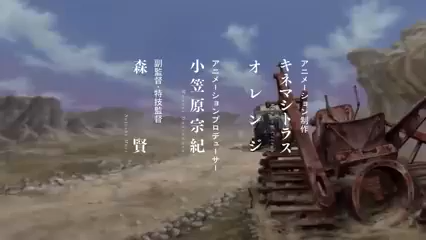 アニメーション制作
キネマシトラス
オレンジ
アニメーションプロデューサー
小笠原宗紀
副監督・特技監督
森 賢